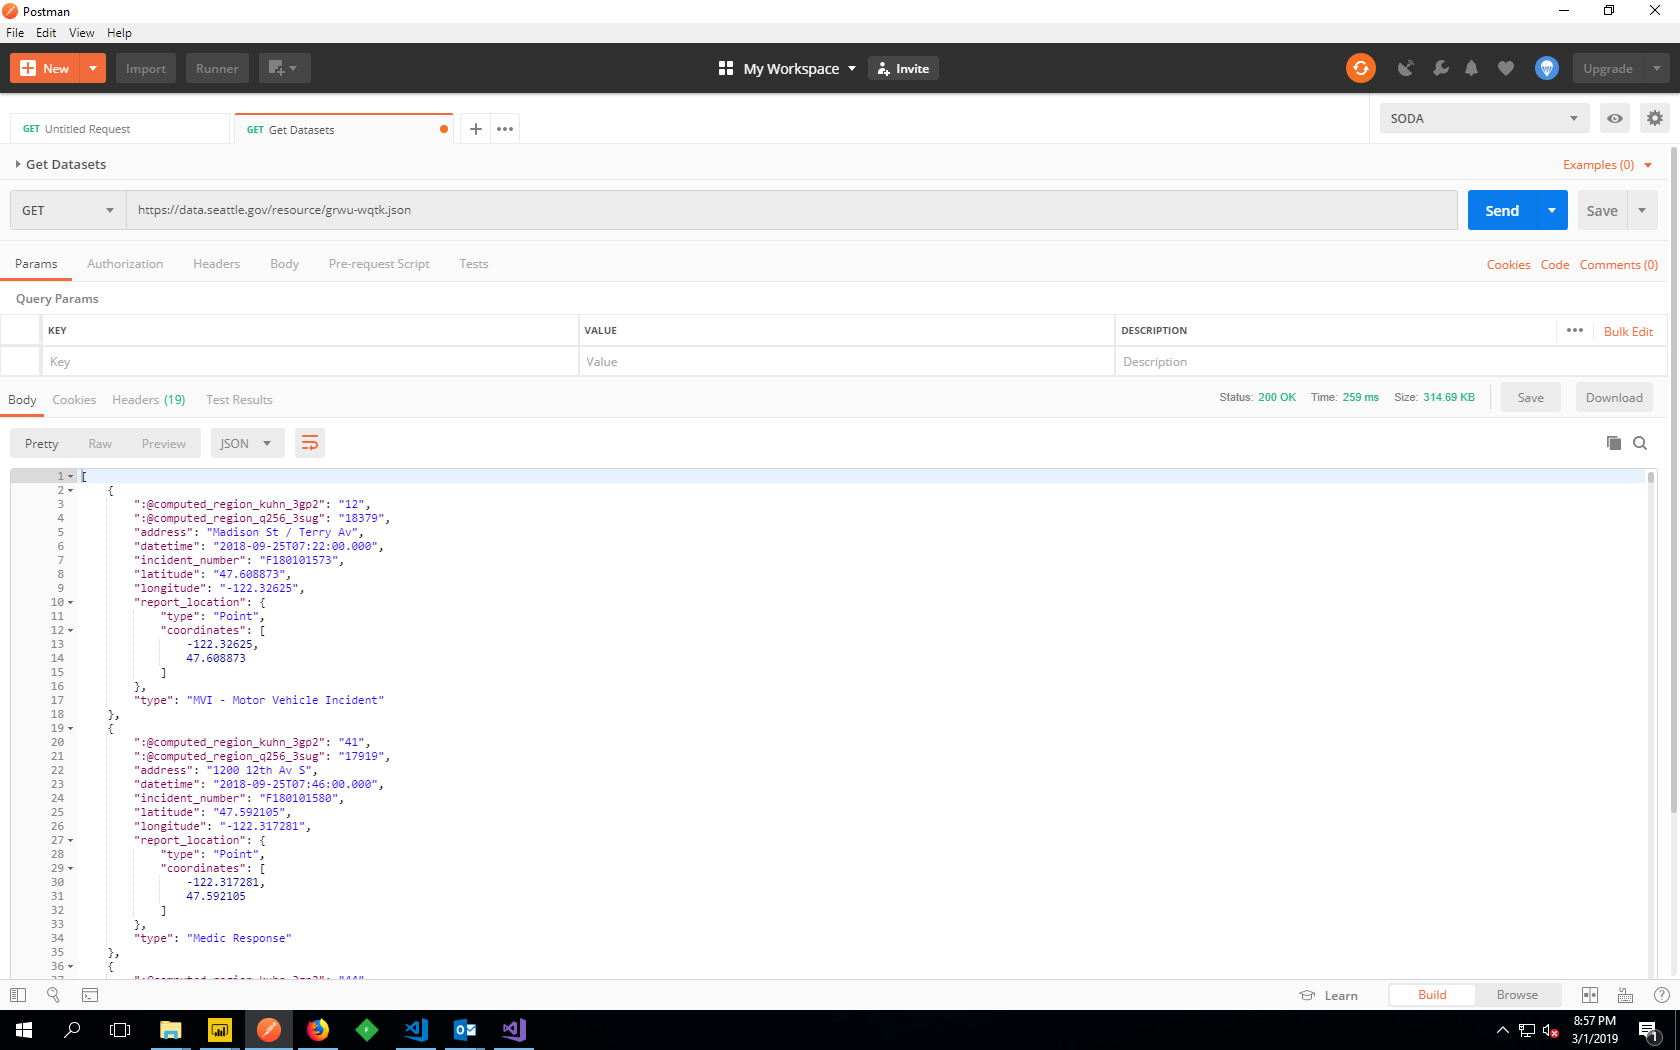 Postman
File Edit View Help
New Import Runner My Workspace Invite Upgrade
GET Untitled Request GET Get Datasets SODA
Get Datasets Examples (0)
GET https://data.seattle.gov/resource/grwu-wqtk.json Send Save
Params Authorization Headers Body Pre-request Script Tests Cookies Code Comments (0)
Query Params
KEY VALUE DESCRIPTION Bulk Edit
Key Value Description
Body Cookies Headers (19) Test Results Status: 200 OK Time: 259 ms Size: 314.69 KB Save Download
Pretty Raw Preview JSON
1 [
2 {
3 ":@computed_region_kuhn_3gp2": "12",
4 ":@computed_region_q256_3sug": "18379",
5 "address": "Madison St / Terry Av",
6 "datetime": "2018-09-25T07:22:00.000",
7 "incident_number": "F180101573",
8 "latitude": "47.608873",
9 "longitude": "-122.32625",
10 "report_location": {
11 "type": "Point",
12 "coordinates": [
13 -122.32625,
14 47.608873
15 ]
16 },
17 "type": "MVI - Motor Vehicle Incident"
18 },
19 {
20 ":@computed_region_kuhn_3gp2": "41",
21 ":@computed_region_q256_3sug": "17919",
22 "address": "1200 12th Av S",
23 "datetime": "2018-09-25T07:46:00.000",
24 "incident_number": "F180101580",
25 "latitude": "47.592105",
26 "longitude": "-122.317281",
27 "report_location": {
28 "type": "Point",
29 "coordinates": [
30 -122.317281,
31 47.592105
32 ]
33 },
34 "type": "Medic Response"
35 },
36 {
Learn Build Browse
8:57 PM
3/1/2019
1